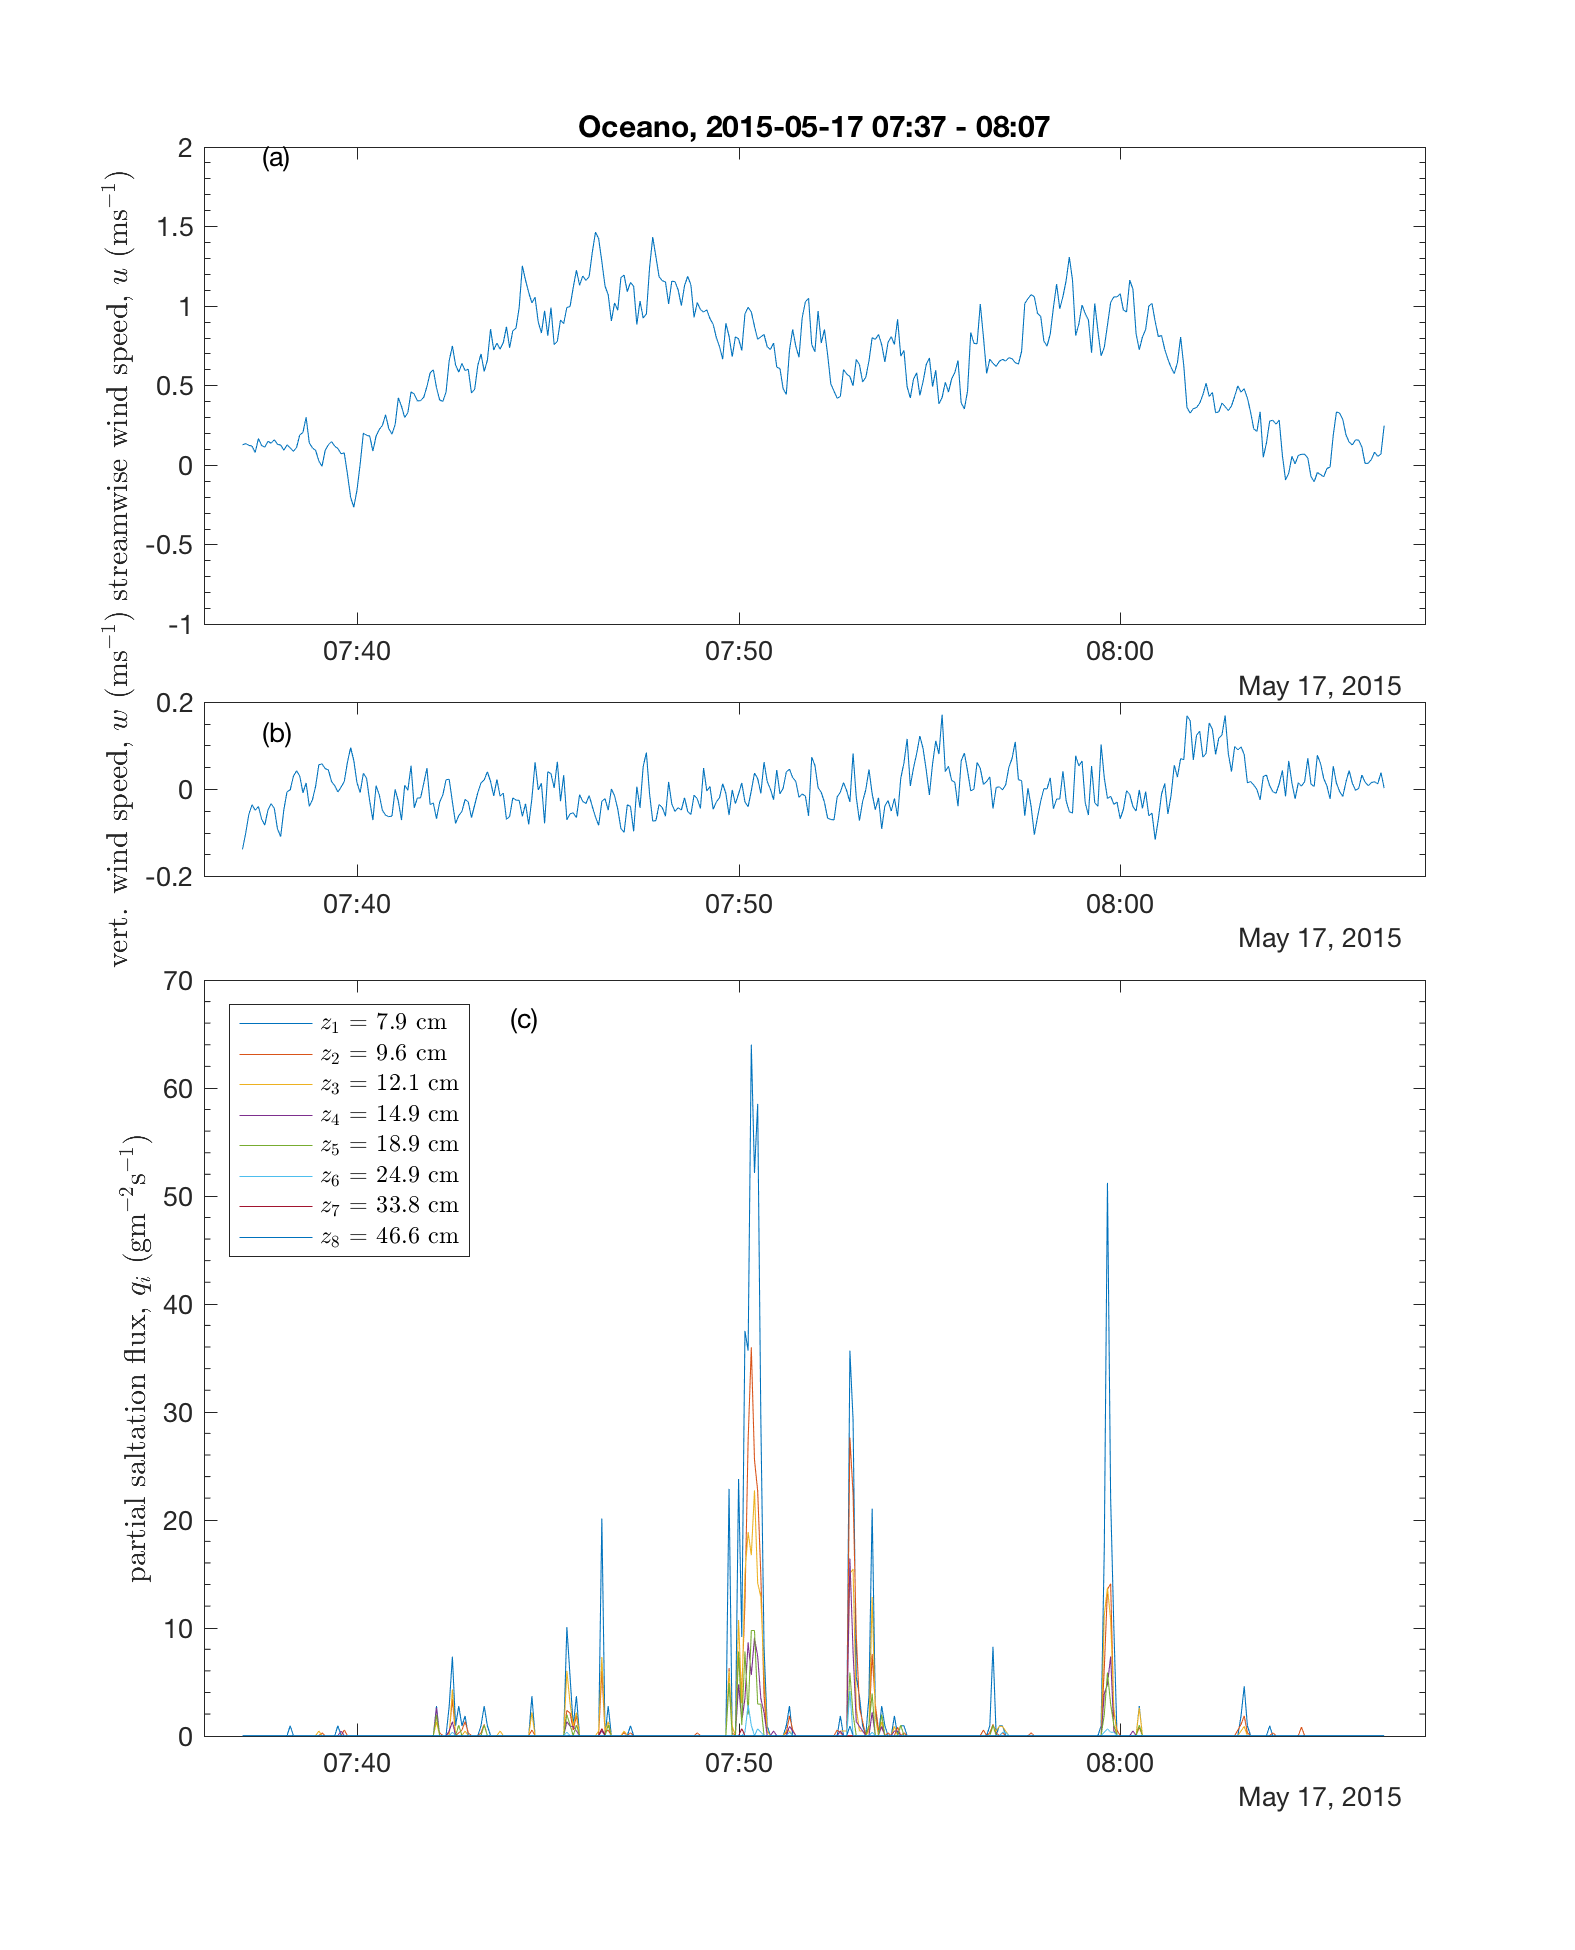 Oceano, 2015-05-17 07:37 - 08:07
(a)
streamwise wind speed, u (ms⁻¹)
2
1.5
1
0.5
0
-0.5
-1
07:40 07:50 08:00
May 17, 2015
(b)
vert. wind speed, w (ms⁻¹)
0.2
0
-0.2
07:40 07:50 08:00
May 17, 2015
(c)
partial saltation flux, qᵢ (gm⁻²s⁻¹)
70
60
50
40
30
20
10
0
z₁ = 7.9 cm
z₂ = 9.6 cm
z₃ = 12.1 cm
z₄ = 14.9 cm
z₅ = 18.9 cm
z₆ = 24.9 cm
z₇ = 33.8 cm
z₈ = 46.6 cm
07:40 07:50 08:00
May 17, 2015